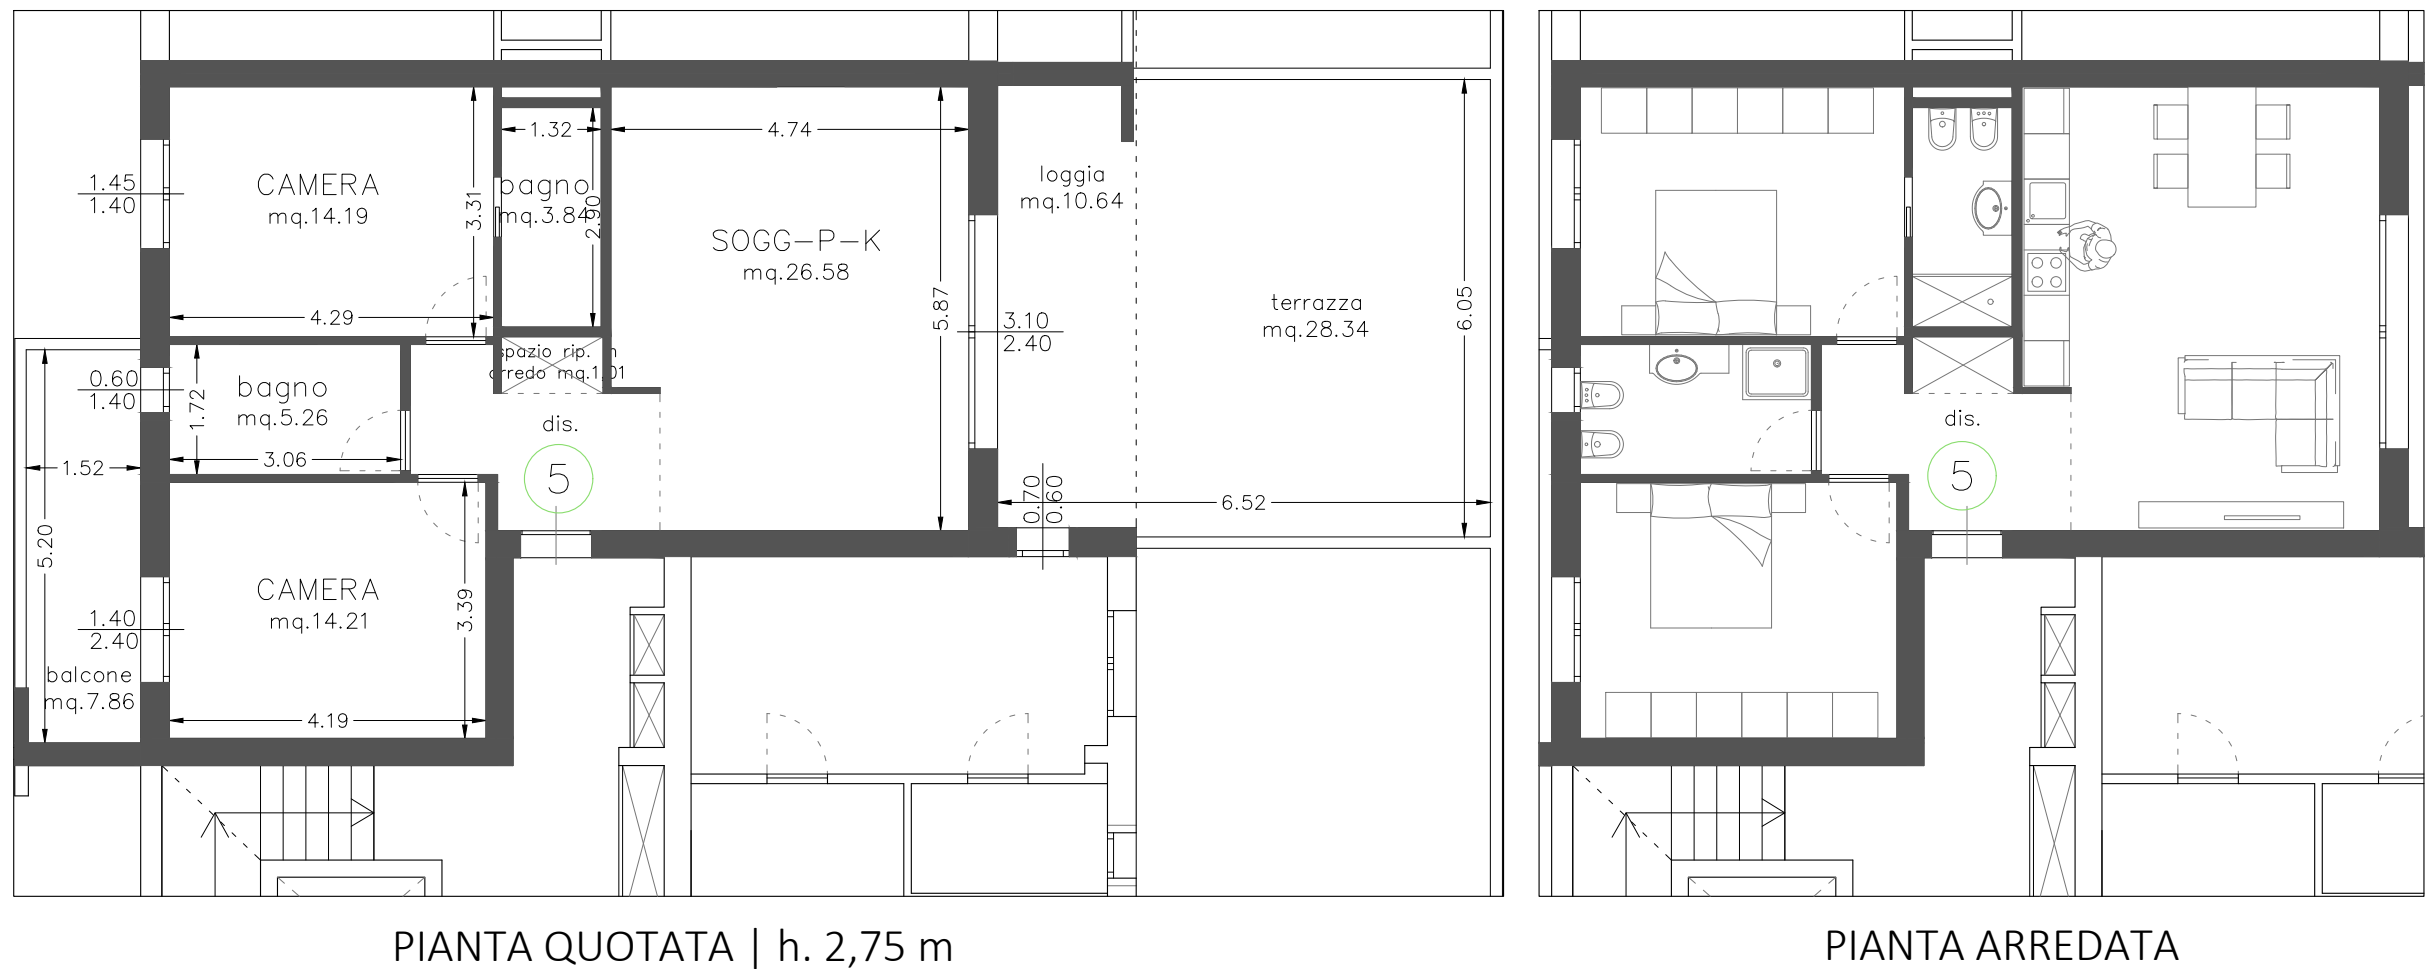 1.32
4.74
1.45
1.40
CAMERA
mq.14.19
3.31
bagno
mq.3.84
2.90
loggia
mq.10.64
SOGG-P-K
mq.26.58
4.29
5.87
3.10
2.40
terrazza
mq.28.34
6.05
spazio rip. in
arredo mq.1,01
0.60
1.40
bagno
mq.5.26
1.72
3.06
dis.
5
1.52
5.20
0.70
0.60
6.52
CAMERA
mq.14.21
3.39
1.40
2.40
balcone
mq.7.86
4.19
PIANTA QUOTATA | h. 2,75 m
dis.
5
PIANTA ARREDATA